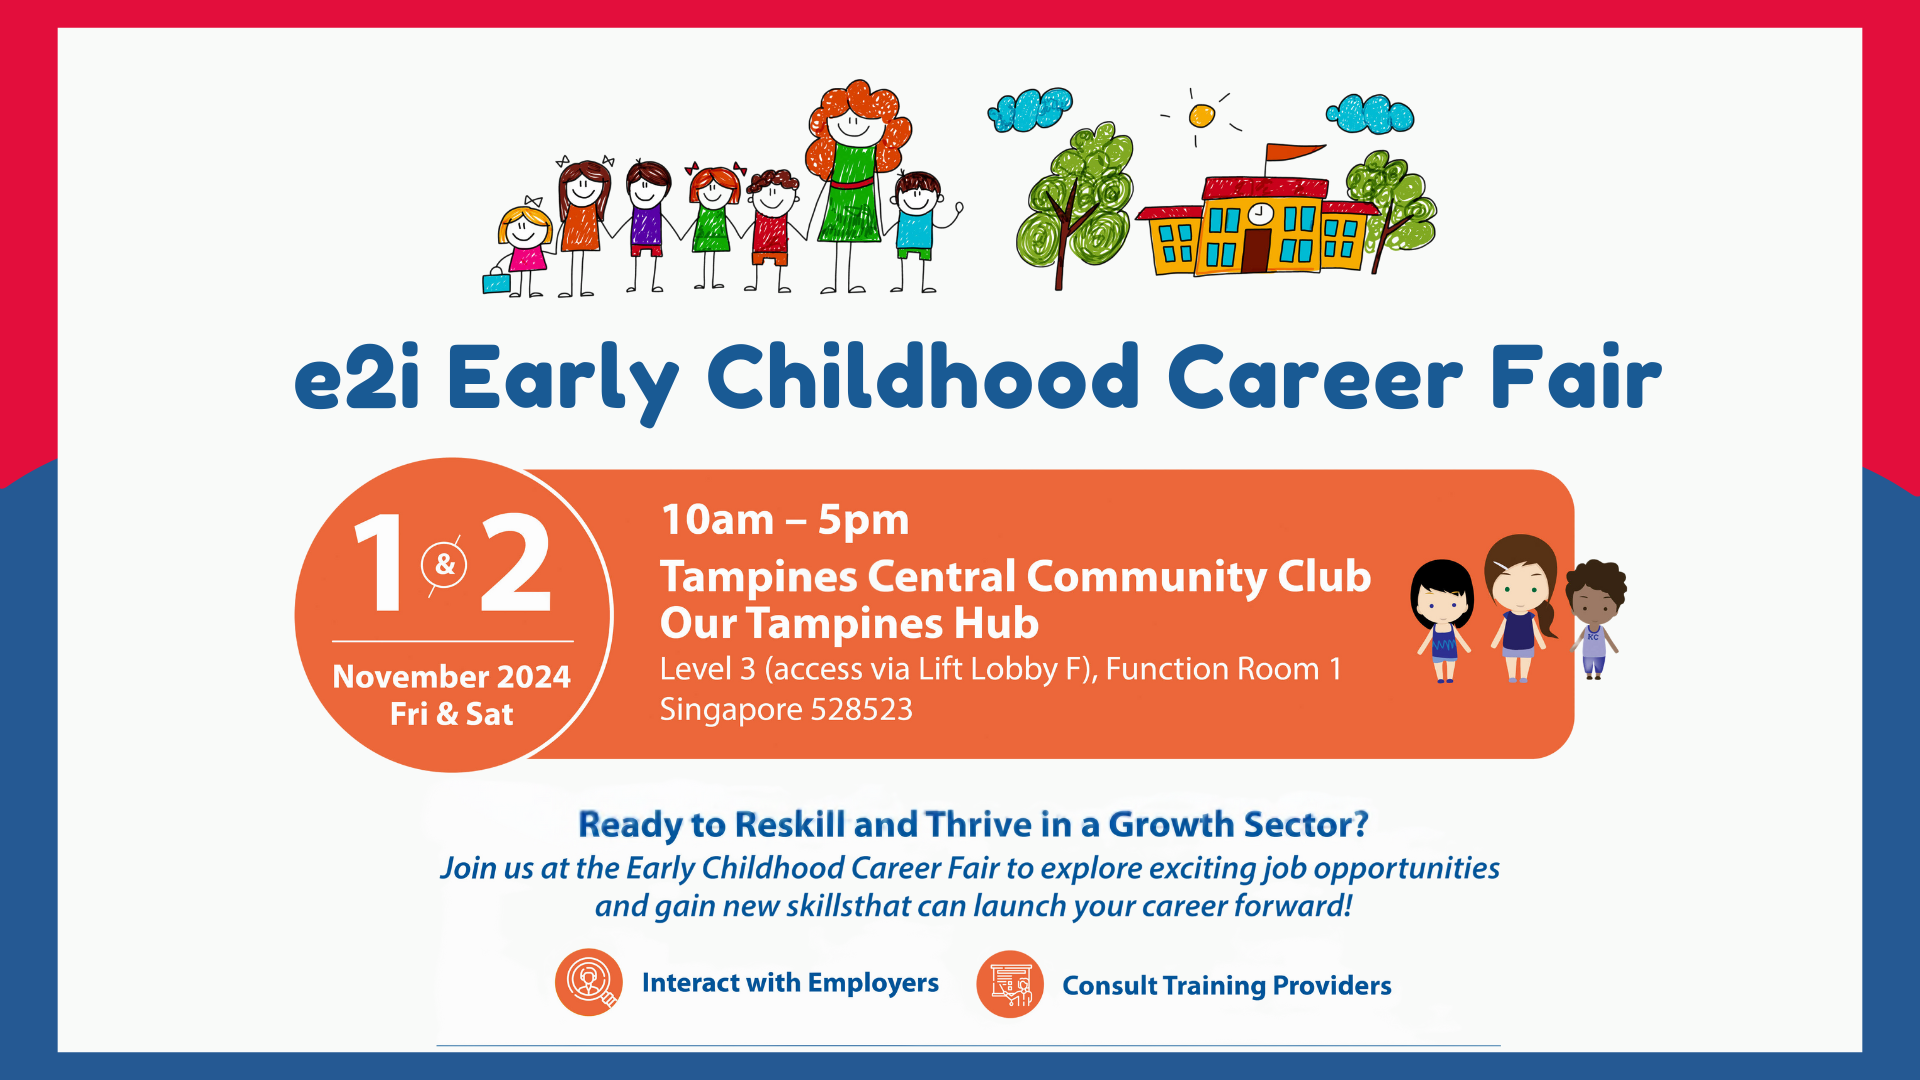 e2i Early Childhood Career Fair
1 & 2
November 2024
Fri & Sat
10am – 5pm
Tampines Central Community Club
Our Tampines Hub
Level 3 (access via Lift Lobby F), Function Room 1
Singapore 528523
KC
Ready to Reskill and Thrive in a Growth Sector?
Join us at the Early Childhood Career Fair to explore exciting job opportunities
and gain new skillsthat can launch your career forward!
Interact with Employers
Consult Training Providers